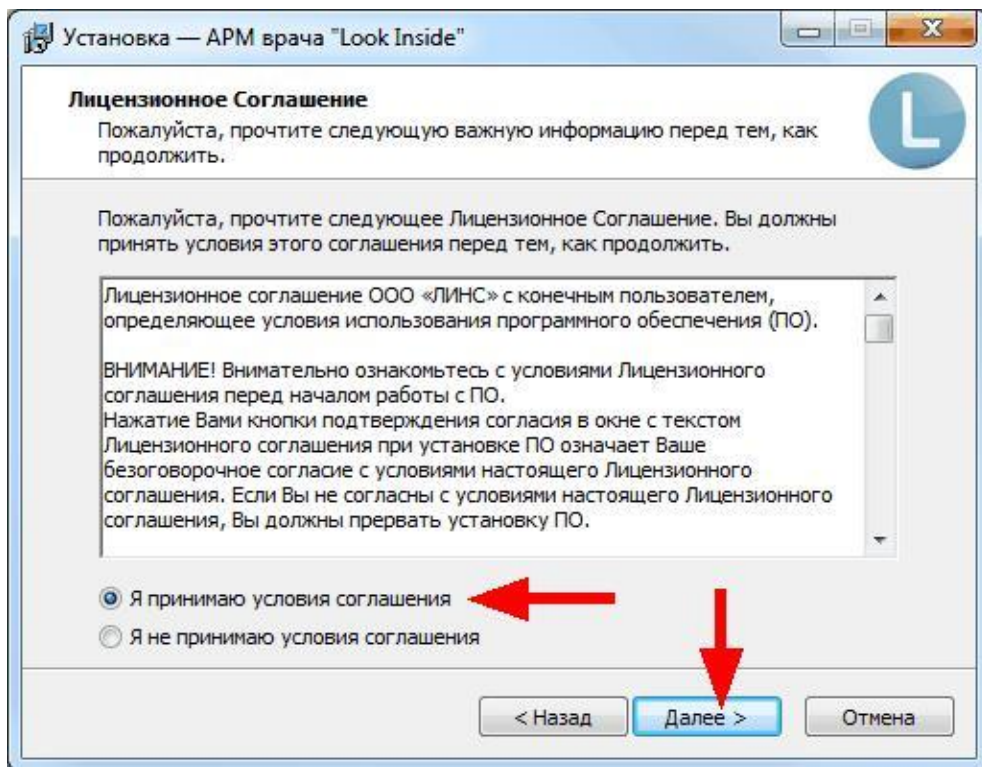 Установка — АРМ врача "Look Inside"
Лицензионное Соглашение
Пожалуйста, прочтите следующую важную информацию перед тем, как
продолжить.
L
Пожалуйста, прочтите следующее Лицензионное Соглашение. Вы должны
принять условия этого соглашения перед тем, как продолжить.
Лицензионное соглашение ООО «ЛИНС» с конечным пользователем,
определяющее условия использования программного обеспечения (ПО).
ВНИМАНИЕ! Внимательно ознакомьтесь с условиями Лицензионного
соглашения перед началом работы с ПО.
Нажатие Вами кнопки подтверждения согласия в окне с текстом
Лицензионного соглашения при установке ПО означает Ваше
безоговорочное согласие с условиями настоящего Лицензионного
соглашения. Если Вы не согласны с условиями настоящего Лицензионного
соглашения, Вы должны прервать установку ПО.
Я принимаю условия соглашения
Я не принимаю условия соглашения
< Назад Далее > Отмена